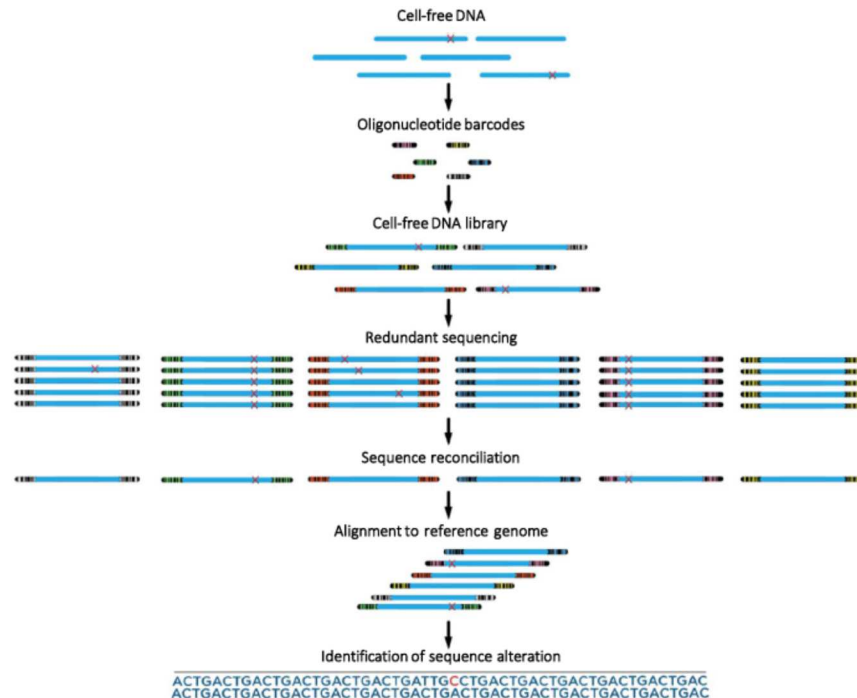 Cell-free DNA
Oligonucleotide barcodes
Cell-free DNA library
Redundant sequencing
Sequence reconciliation
Alignment to reference genome
Identification of sequence alteration
ACTGACTGACTGACTGACTGACTGATTGCCTGACTGACTGACTGACTGACTGAC
ACTGACTGACTGACTGACTGACTGACTGACTGACTGACTGACTGACTGACTGAC